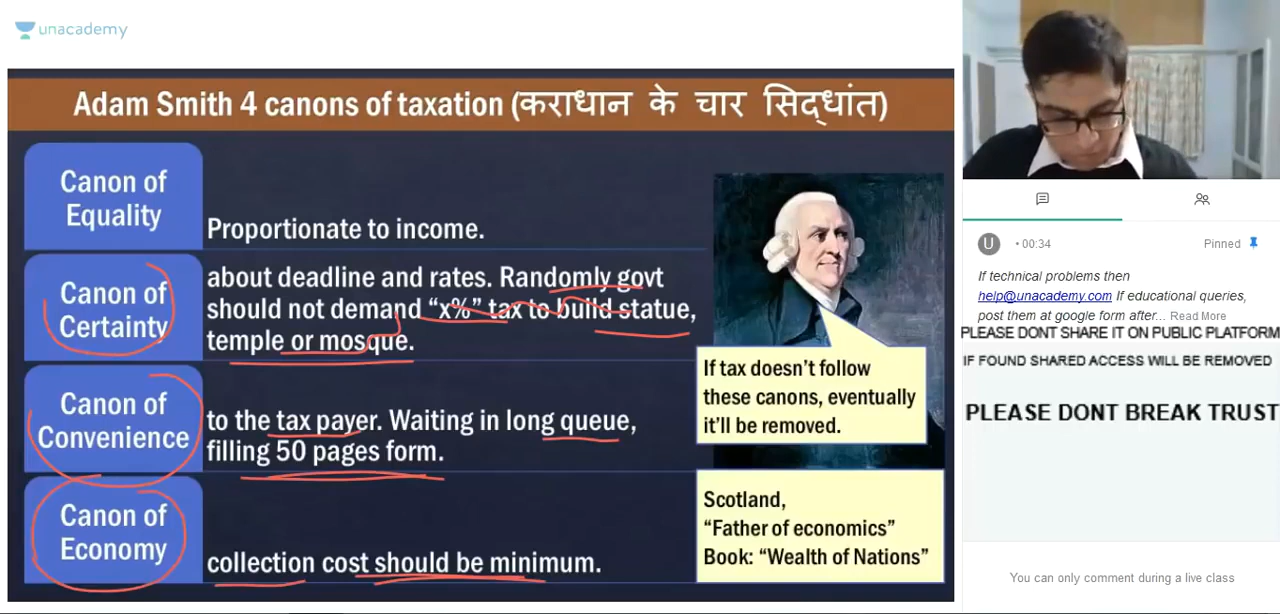 unacademy
Adam Smith 4 canons of taxation (कराधान के चार सिद्धांत)
Canon of
Equality
Proportionate to income.
Canon of
Certainty
about deadline and rates. Randomly govt
should not demand “x%” tax to build statue,
temple or mosque.
Canon of
Convenience
to the tax payer. Waiting in long queue,
filling 50 pages form.
Canon of
Economy
collection cost should be minimum.
If tax doesn’t follow
these canons, eventually
it’ll be removed.
Scotland,
“Father of economics”
Book: “Wealth of Nations”
U • 00:34 Pinned
If technical problems then
help@unacademy.com If educational queries,
post them at google form after... Read More
PLEASE DONT SHARE IT ON PUBLIC PLATFORM
IF FOUND SHARED ACCESS WILL BE REMOVED
PLEASE DONT BREAK TRUST
You can only comment during a live class